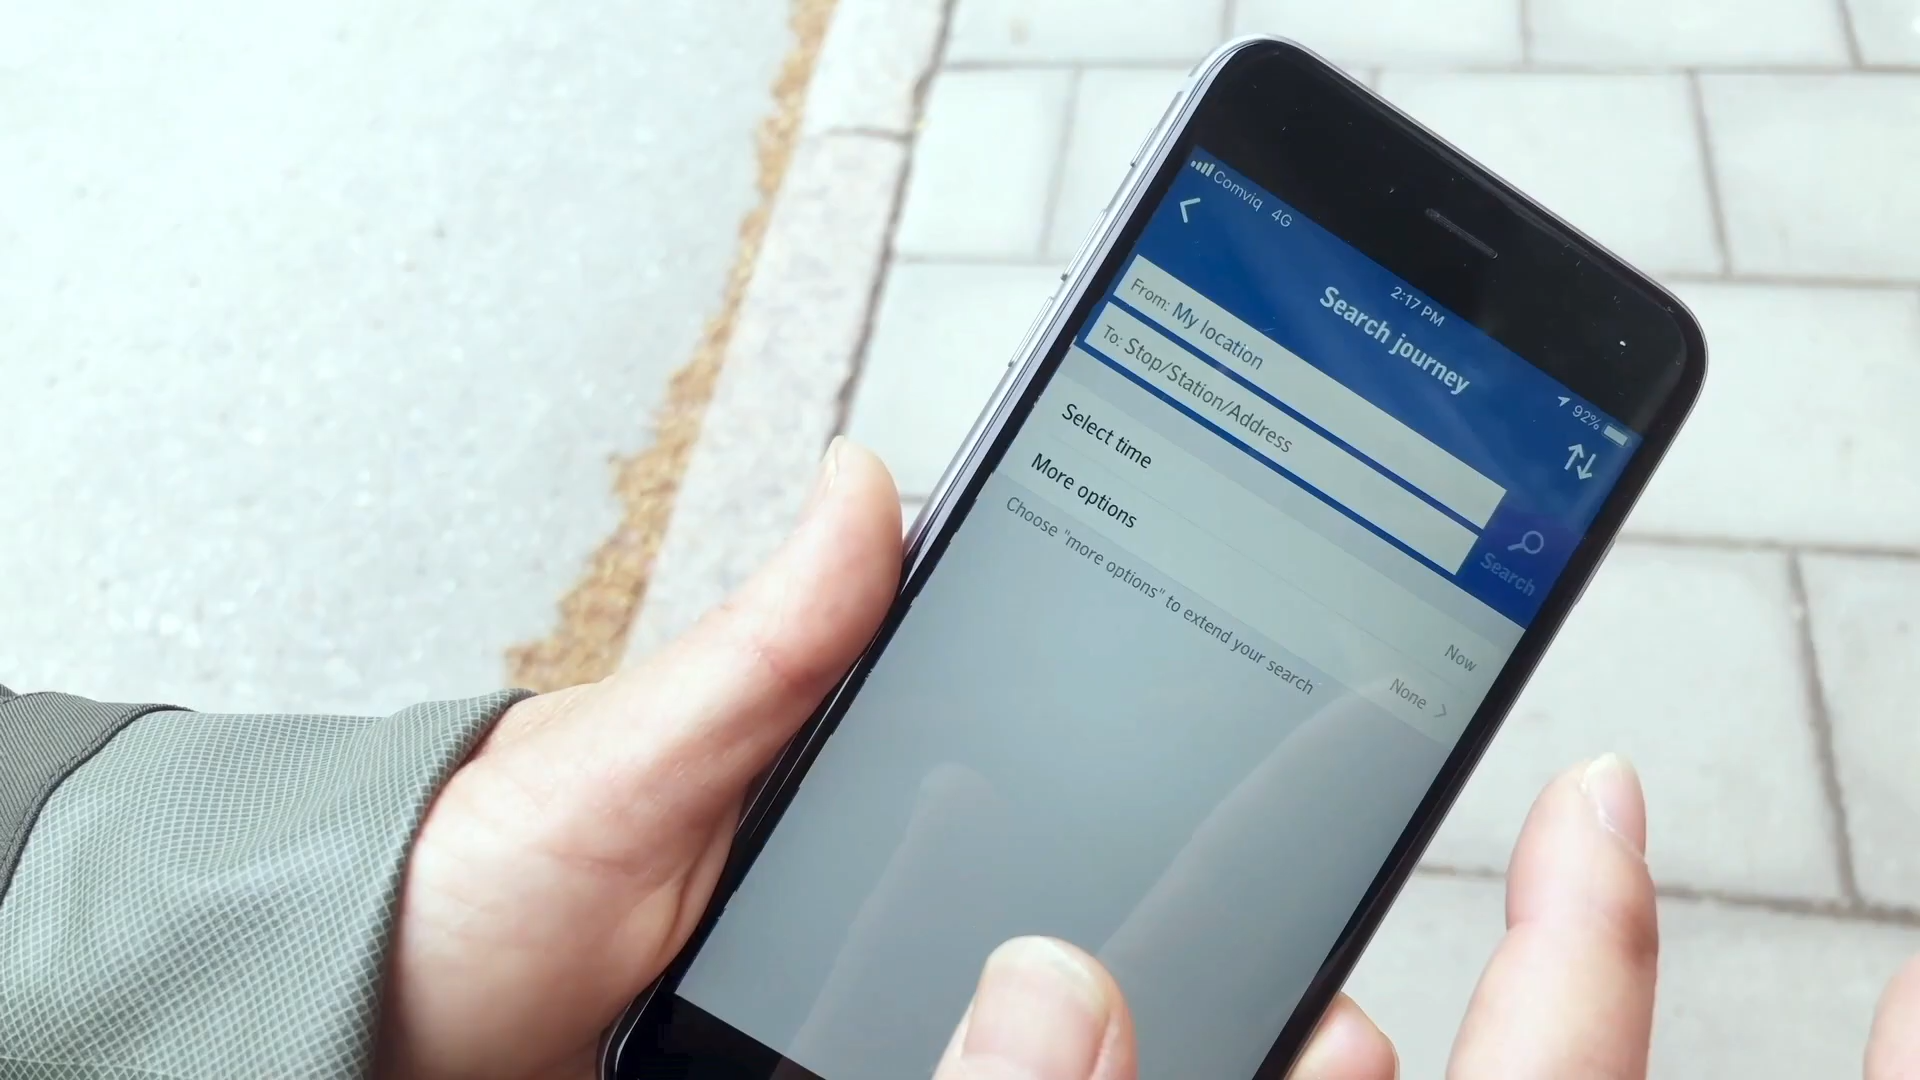 Comviq 4G
2:17 PM
92%
Search journey
From: My location
To: Stop/Station/Address
Search
Select time
Now
More options
None
Choose "more options" to extend your search